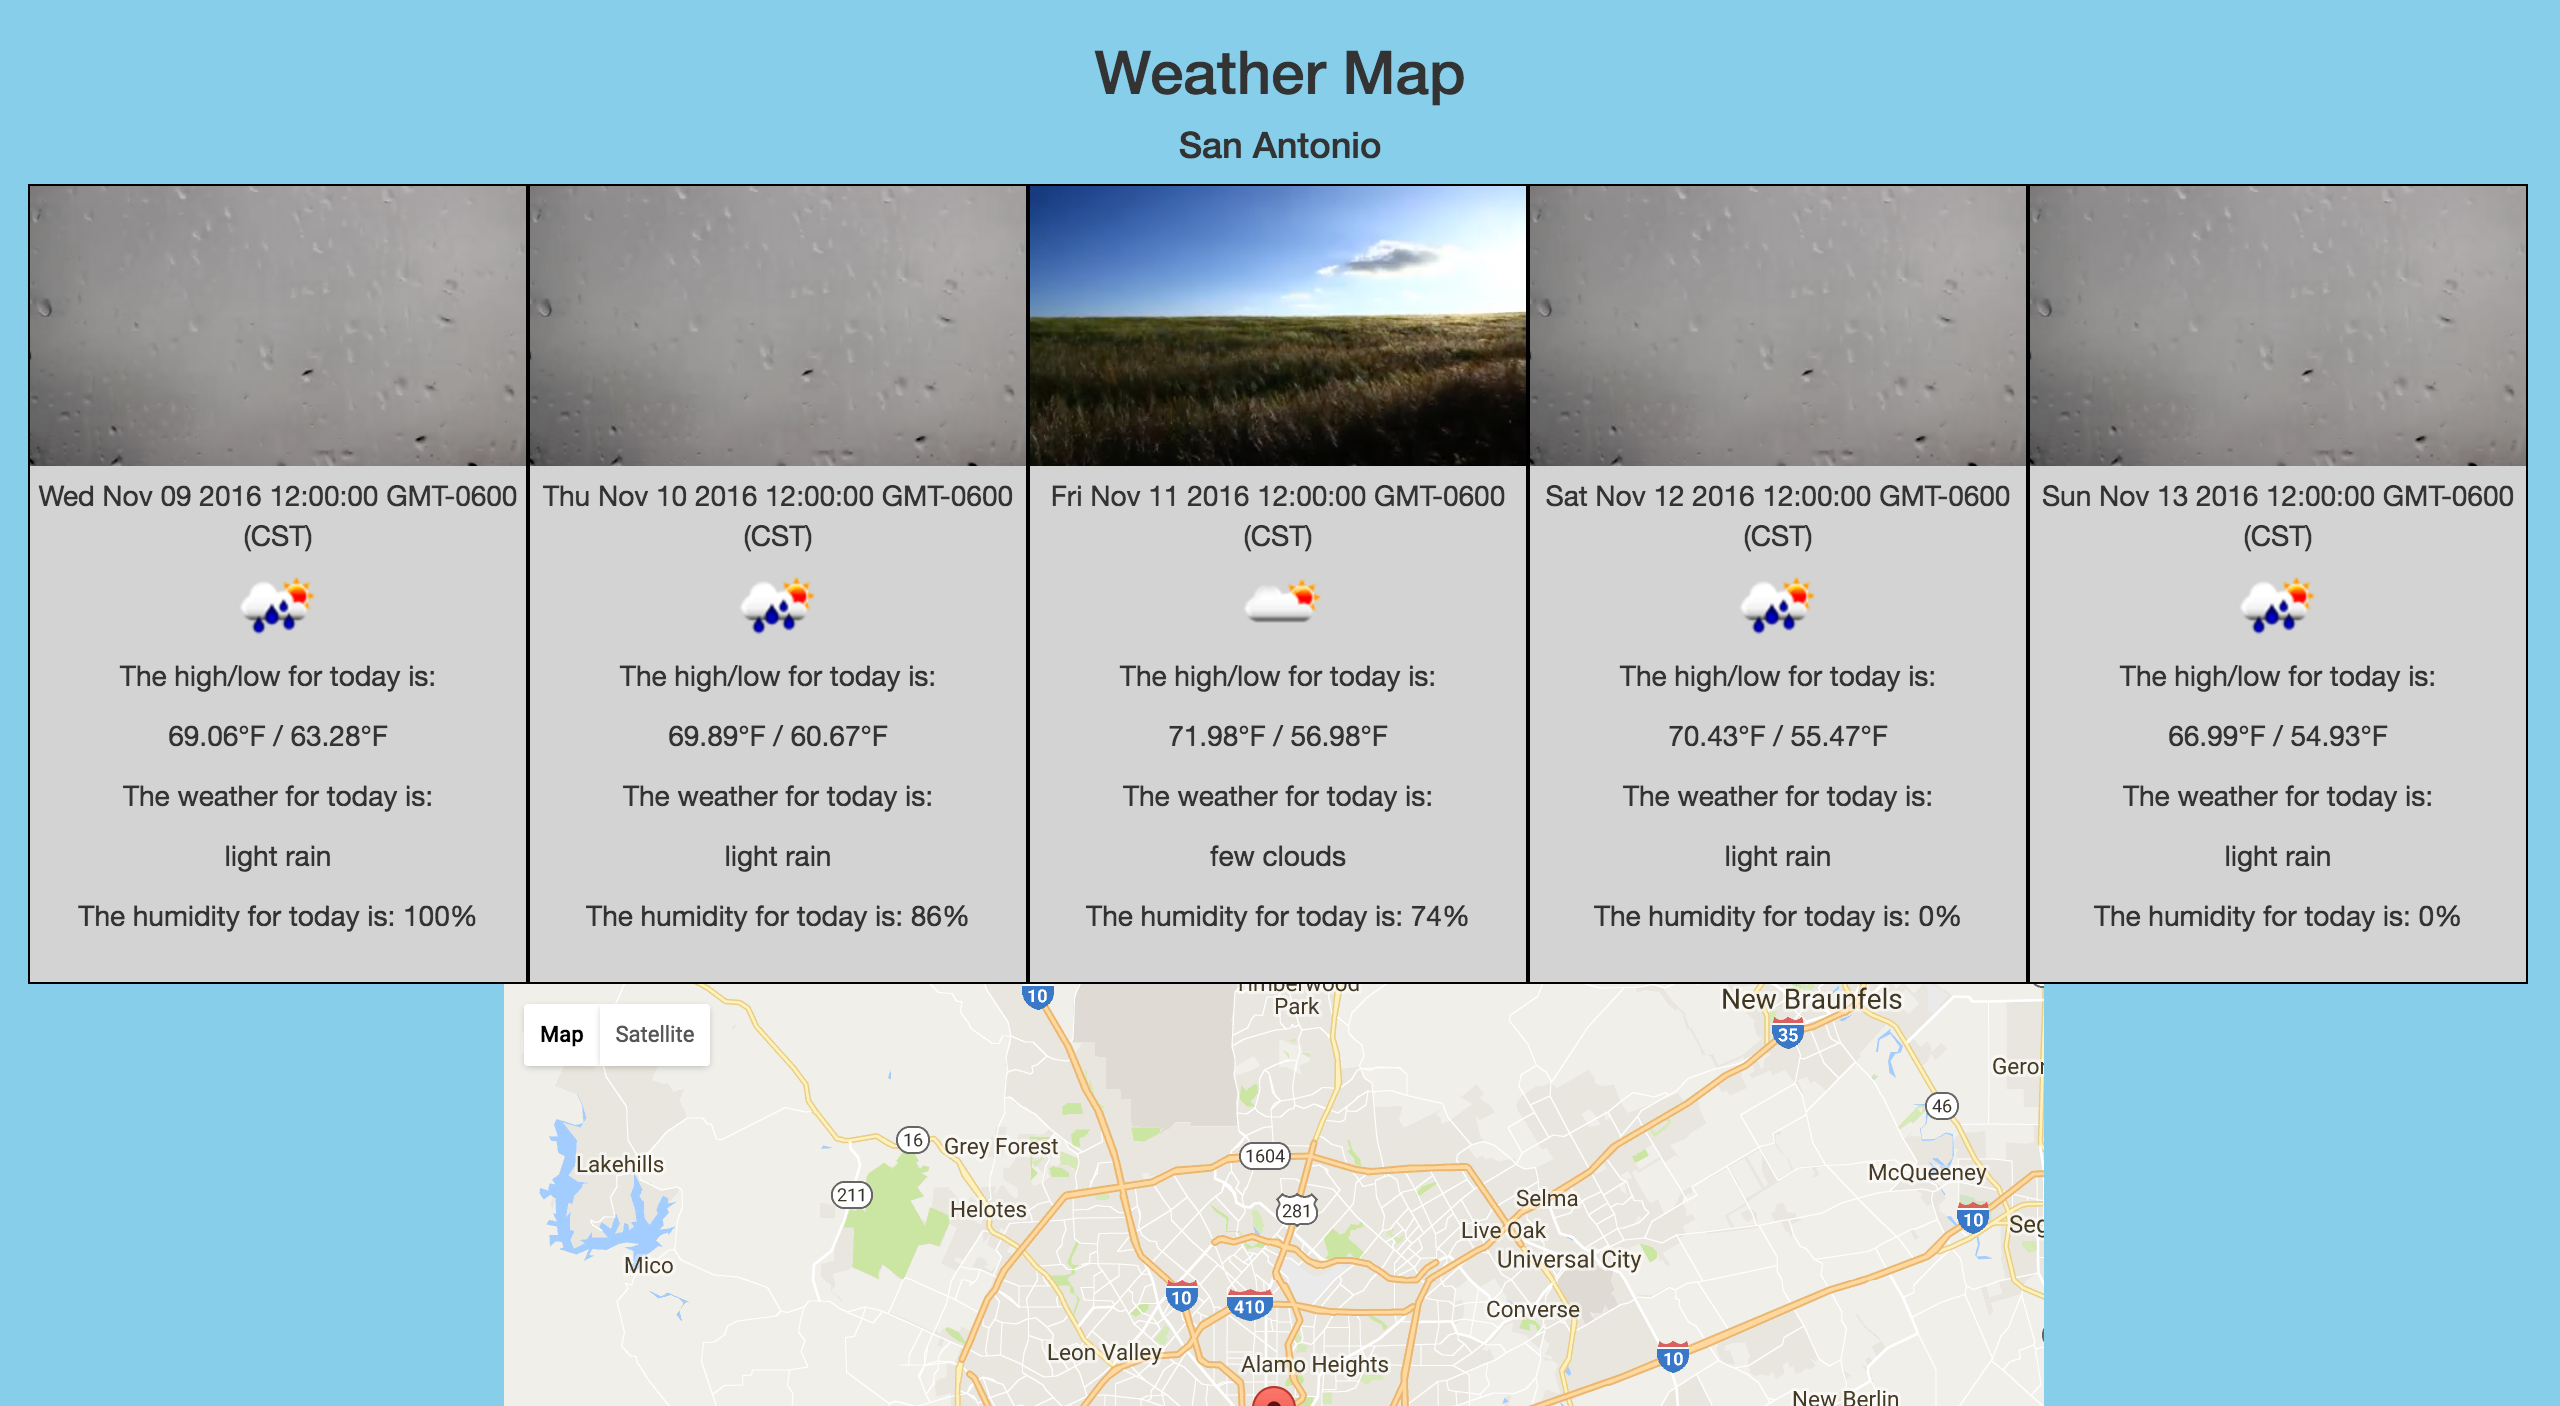 Weather Map
San Antonio
Wed Nov 09 2016 12:00:00 GMT-0600
(CST)
The high/low for today is:
69.06°F / 63.28°F
The weather for today is:
light rain
The humidity for today is: 100%
Thu Nov 10 2016 12:00:00 GMT-0600
(CST)
The high/low for today is:
69.89°F / 60.67°F
The weather for today is:
light rain
The humidity for today is: 86%
Fri Nov 11 2016 12:00:00 GMT-0600
(CST)
The high/low for today is:
71.98°F / 56.98°F
The weather for today is:
few clouds
The humidity for today is: 74%
Sat Nov 12 2016 12:00:00 GMT-0600
(CST)
The high/low for today is:
70.43°F / 55.47°F
The weather for today is:
light rain
The humidity for today is: 0%
Sun Nov 13 2016 12:00:00 GMT-0600
(CST)
The high/low for today is:
66.99°F / 54.93°F
The weather for today is:
light rain
The humidity for today is: 0%
Map
Satellite
10
Timberwood
Park
New Braunfels
35
Geron
46
16
Grey Forest
1604
Lakehills
211
McQueeney
Helotes
281
Selma
10
Seg
Live Oak
Universal City
Mico
10
410
Converse
Leon Valley
Alamo Heights
10
New Berlin